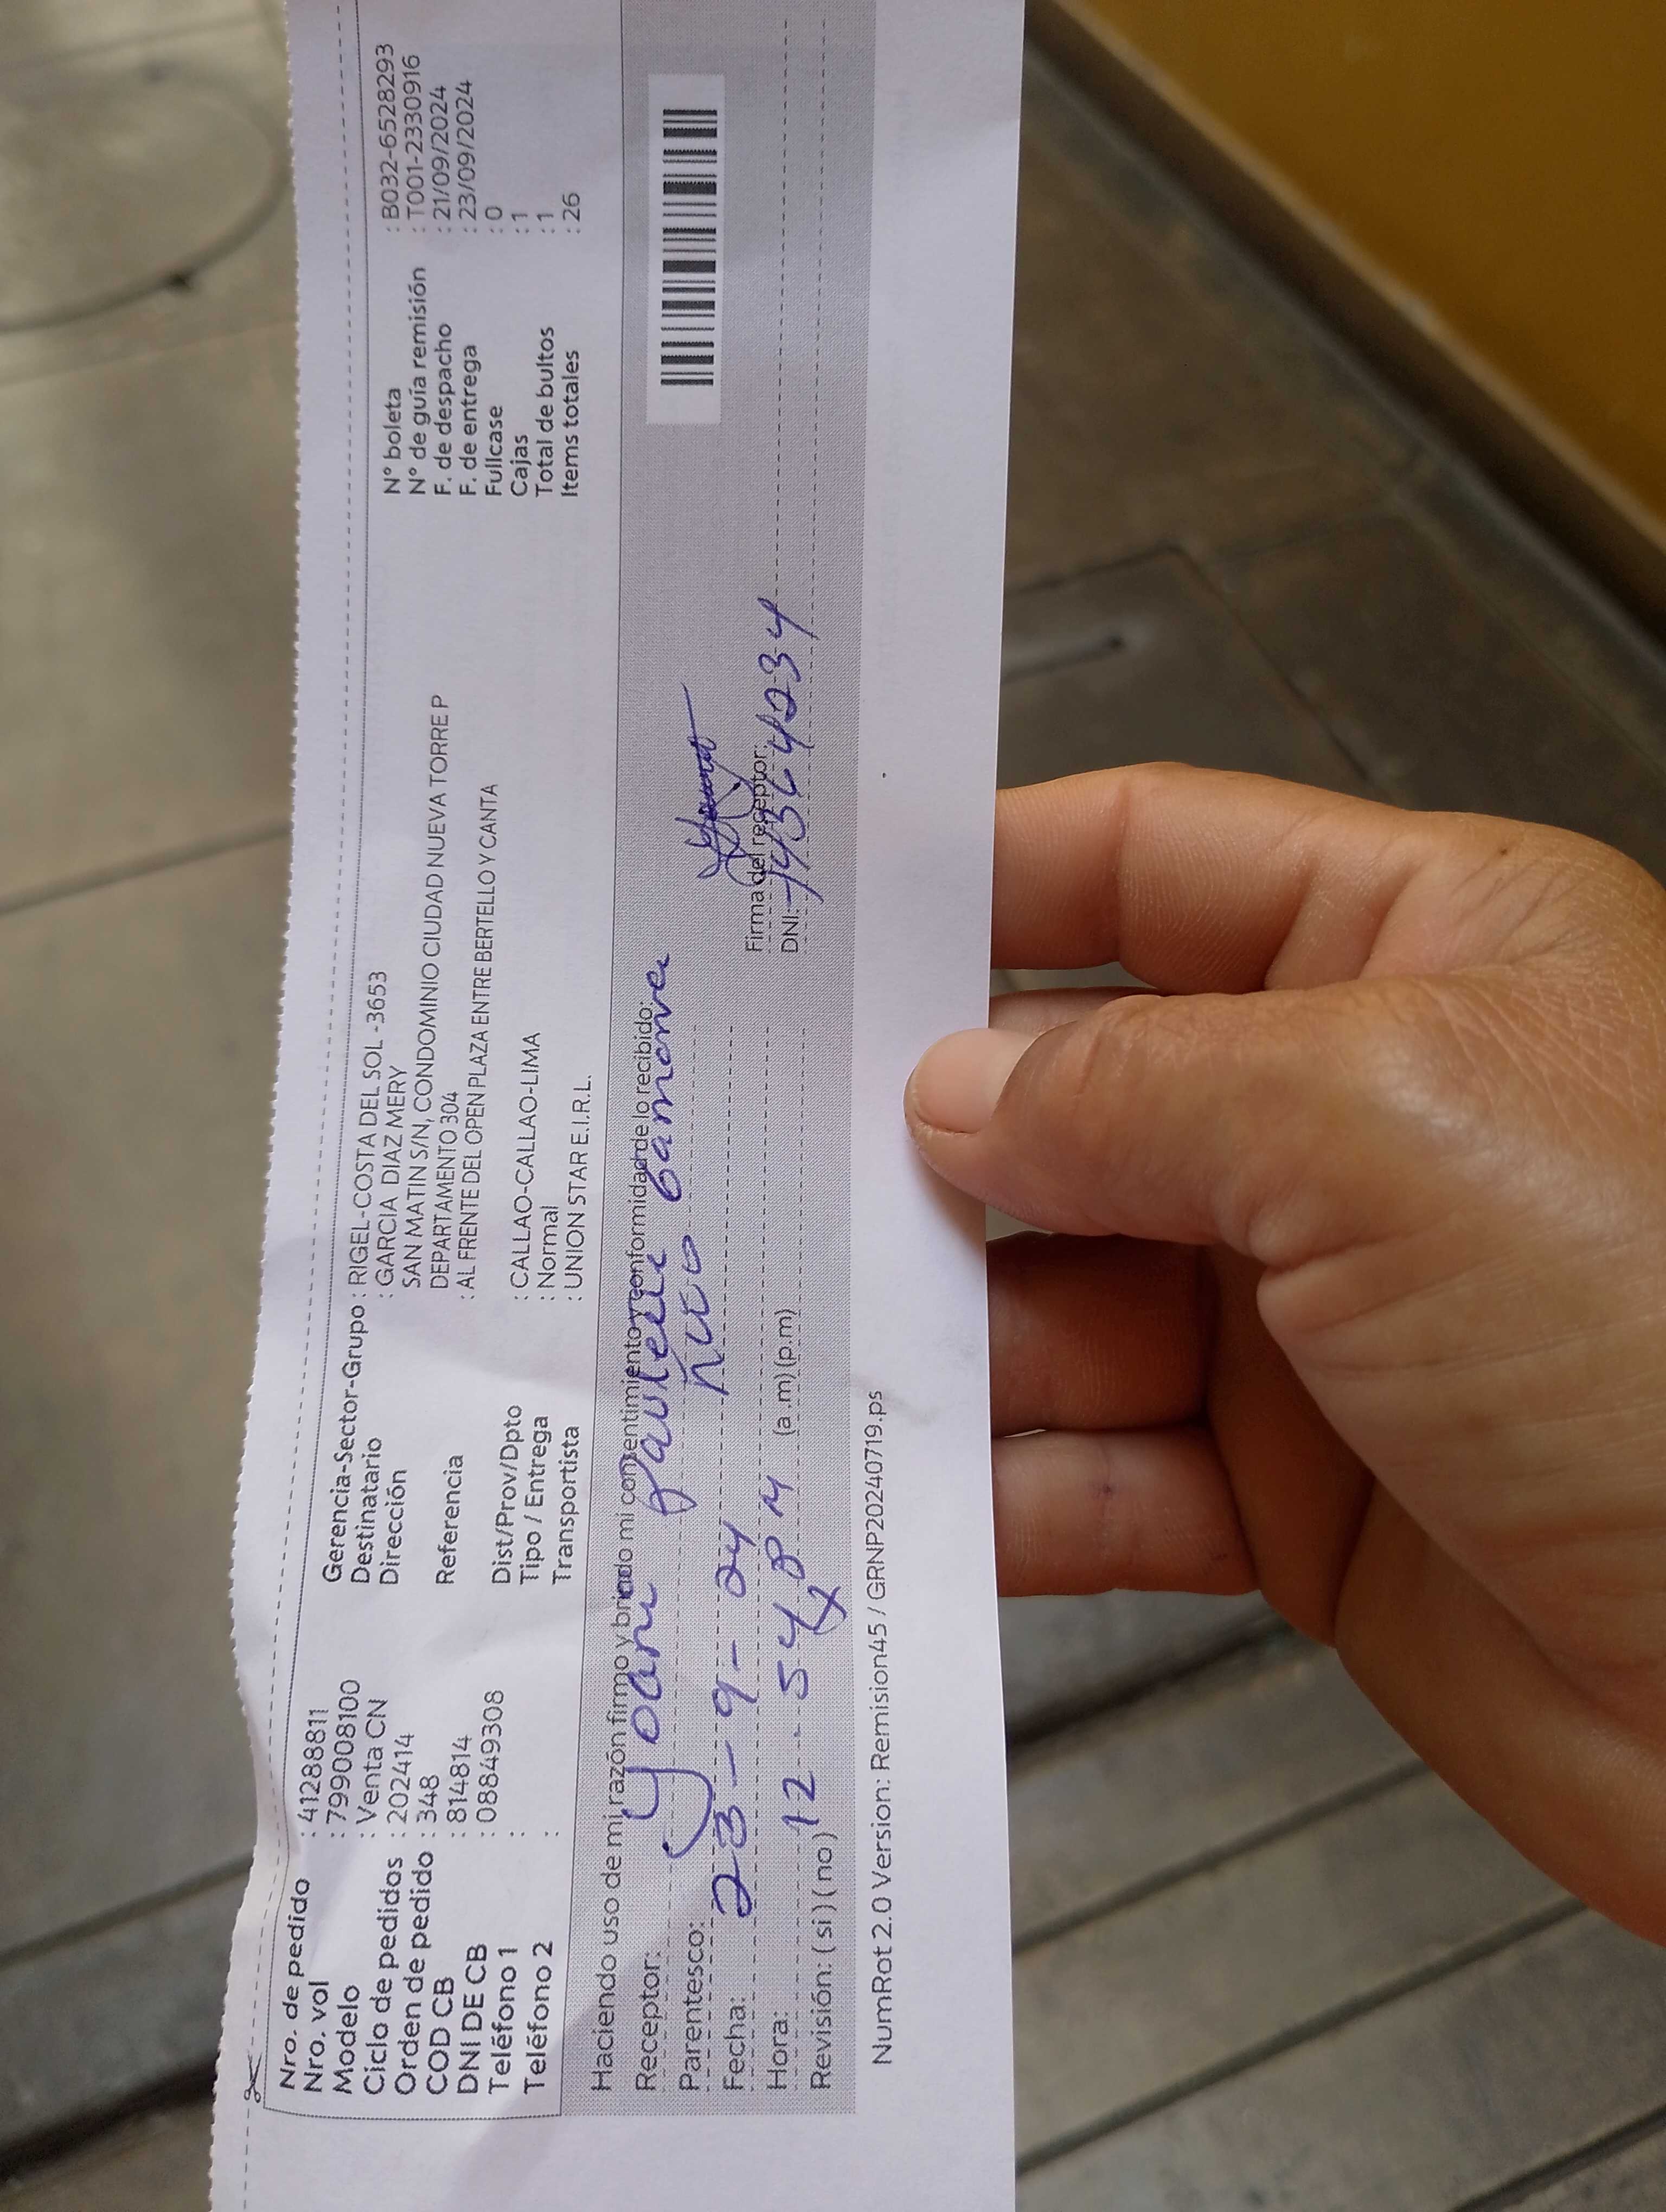 Nro. de pedido : 41288811
Nro. vol : 799008100
Modelo : Venta CN
Ciclo de pedidos : 202414
Orden de pedido : 348
COD CB : 814814
DNI DE CB : 08849308
Teléfono 1 :
Teléfono 2 :
Gerencia-Sector-Grupo : RIGEL-COSTA DEL SOL -3653
Destinatario : GARCIA DIAZ MERY
Dirección SAN MATIN S/N, CONDOMINIO CIUDAD NUEVA TORRE P
DEPARTAMENTO 304
Referencia : AL FRENTE DEL OPEN PLAZA ENTRE BERTELLO Y CANTA
Dist/Prov/Dpto : CALLAO-CALLAO-LIMA
Tipo / Entrega : Normal
Transportista : UNION STAR E.I.R.L.
N° boleta : B032-6528293
N° de guía remisión : T001-2330916
F. de despacho : 21/09/2024
F. de entrega : 23/09/2024
Fullcase : 0
Cajas : 1
Total de bultos : 1
Items totales : 26
Haciendo uso de mi razón firmo y brindo mi consentimiento y conformidad de lo recibido:
Receptor: Yoani Gamarra
Parentesco:
Fecha: 23-9-24
Hora: 12.54 (a.m)(p.m)
Revisión: (si) (no)
Firma del receptor:
DNI:
NumRot 2.0 Version: Remision45 / GRNP20240719.ps